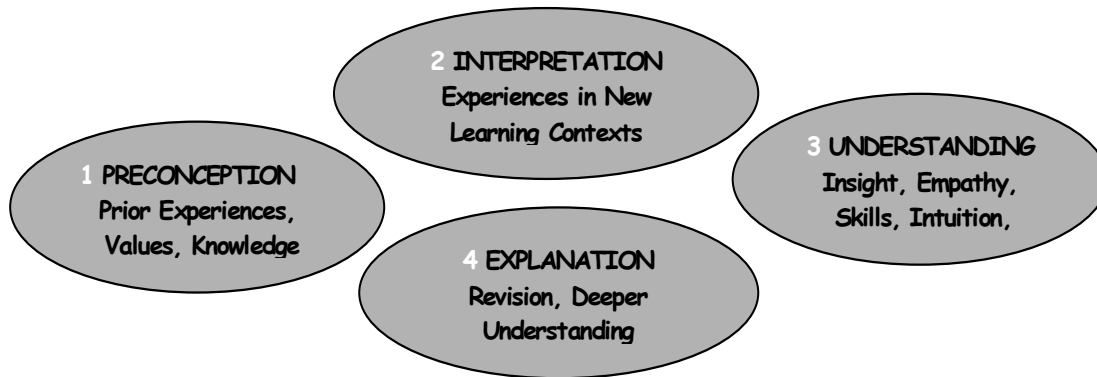 1 PRECONCEPTION
Prior Experiences,
Values, Knowledge
2 INTERPRETATION
Experiences in New
Learning Contexts
3 UNDERSTANDING
Insight, Empathy,
Skills, Intuition,
4 EXPLANATION
Revision, Deeper
Understanding